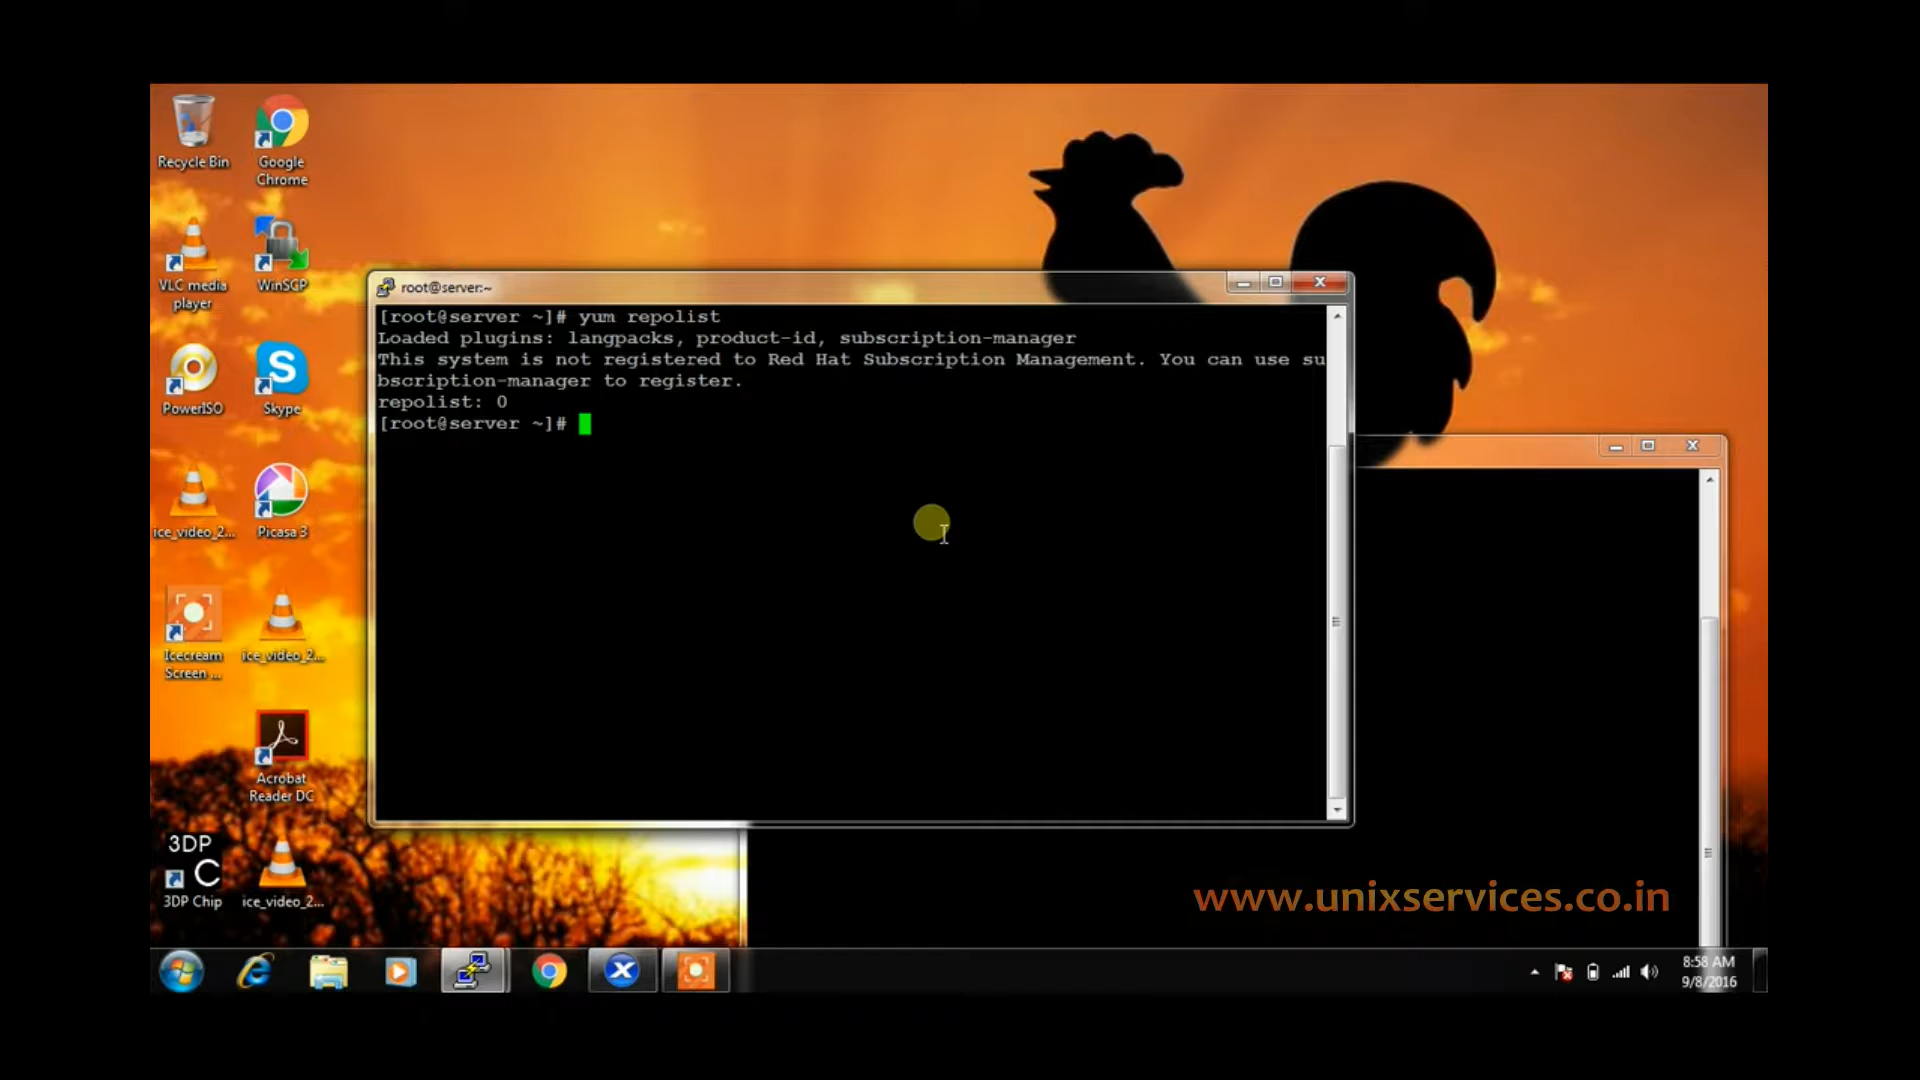 Recycle Bin
Google
Chrome
VLC media
player
WinSCP
PowerISO
Skype
ice_video_2...
Picasa 3
Icecream
Screen ...
ice_video_2...
Acrobat
Reader DC
3DP
C
3DP Chip
ice_video_2...
root@server:~
[root@server ~]# yum repolist
Loaded plugins: langpacks, product-id, subscription-manager
This system is not registered to Red Hat Subscription Management. You can use su
bscription-manager to register.
repolist: 0
[root@server ~]#
www.unixservices.co.in
8:58 AM
9/8/2016